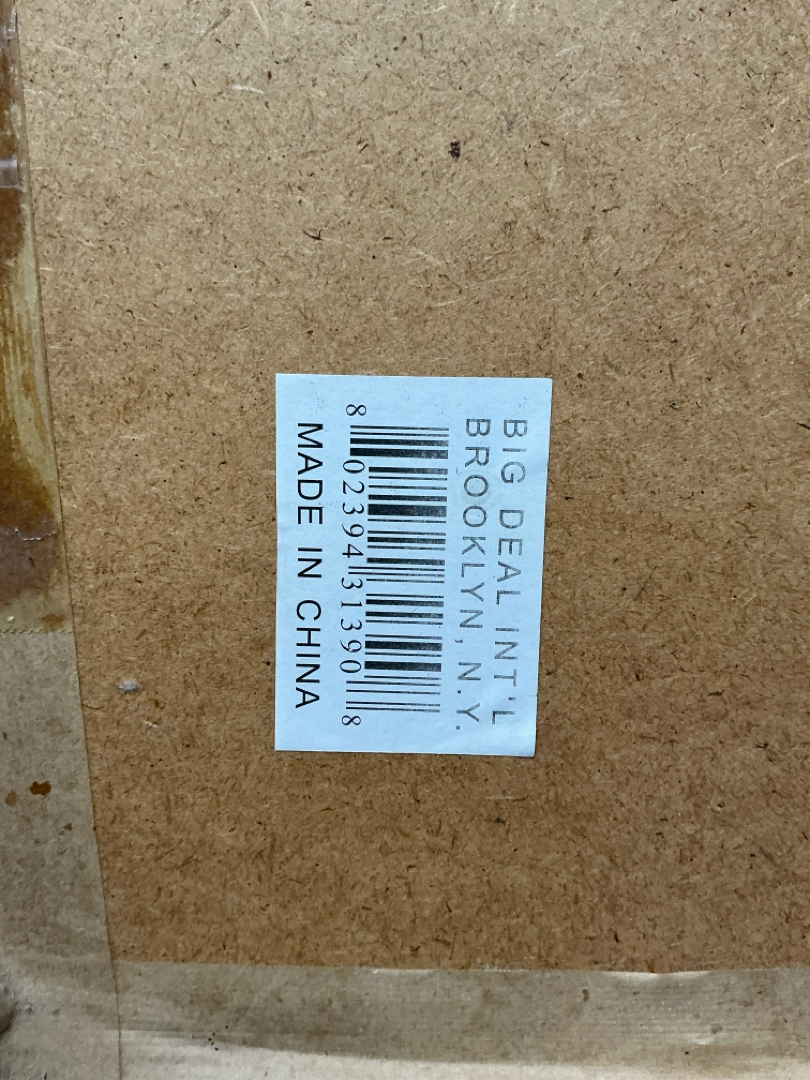 BIG DEAL INT'L
BROOKLYN, N.Y.
8 02394 31390 8
MADE IN CHINA